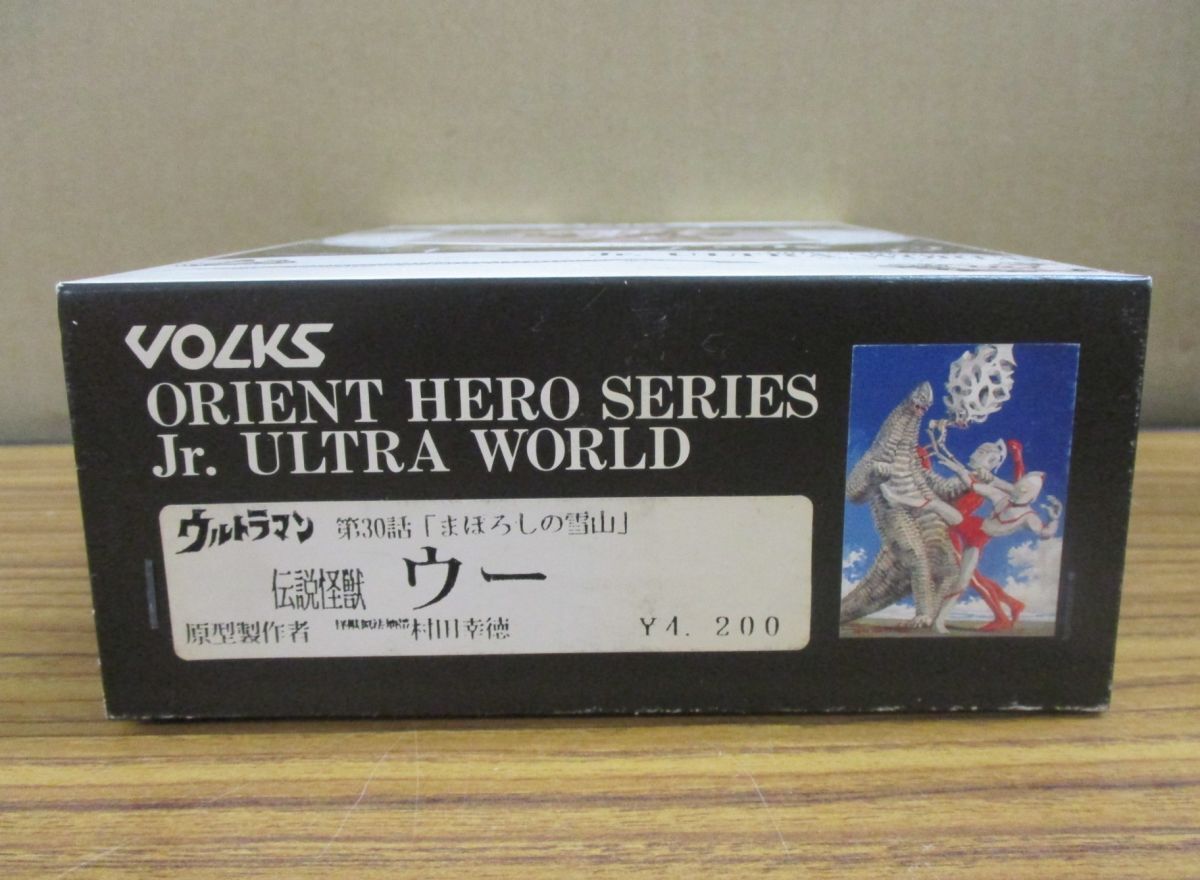 VOLKS
ORIENT HERO SERIES
Jr. ULTRA WORLD
ウルトラマン 第30話「まぼろしの雪山」
伝説怪獣 ウー
原型製作者 村田幸徳 ¥4. 200